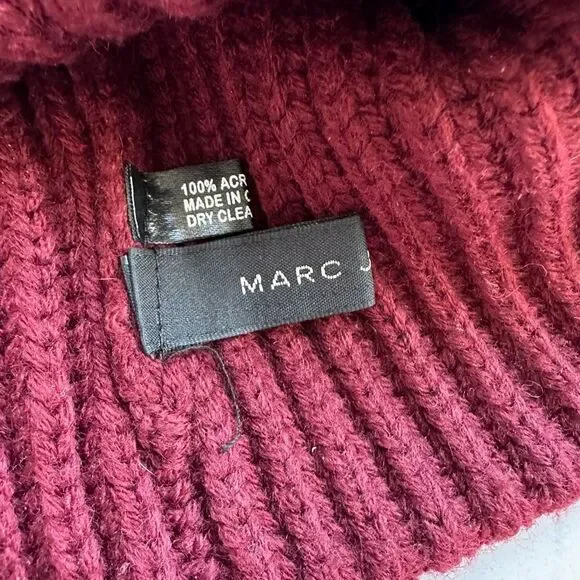 100% ACR
MADE IN C
DRY CLEA
MARC J